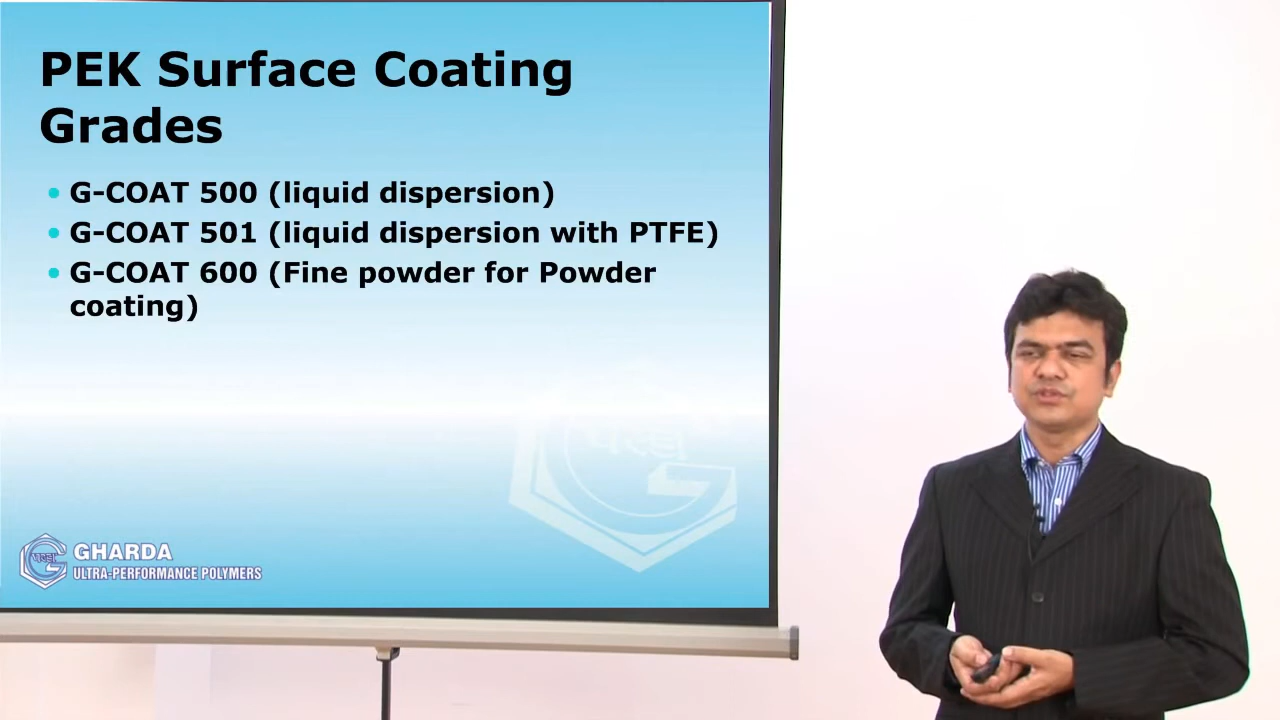 PEK Surface Coating
Grades
• G-COAT 500 (liquid dispersion)
• G-COAT 501 (liquid dispersion with PTFE)
• G-COAT 600 (Fine powder for Powder
coating)
GHARDA
ULTRA-PERFORMANCE POLYMERS